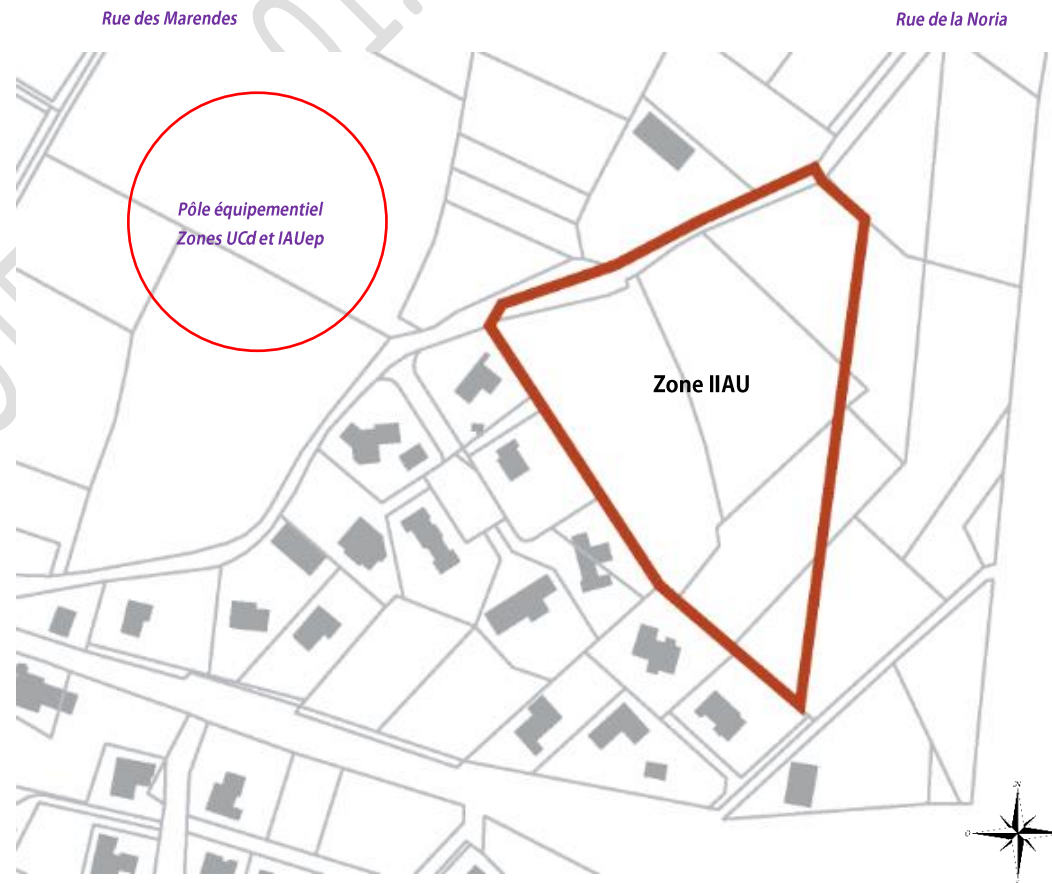 Rue des Marendes
Rue de la Noria
Pôle équipementiel
Zones UCd et IAUep
Zone IIAU
N
O